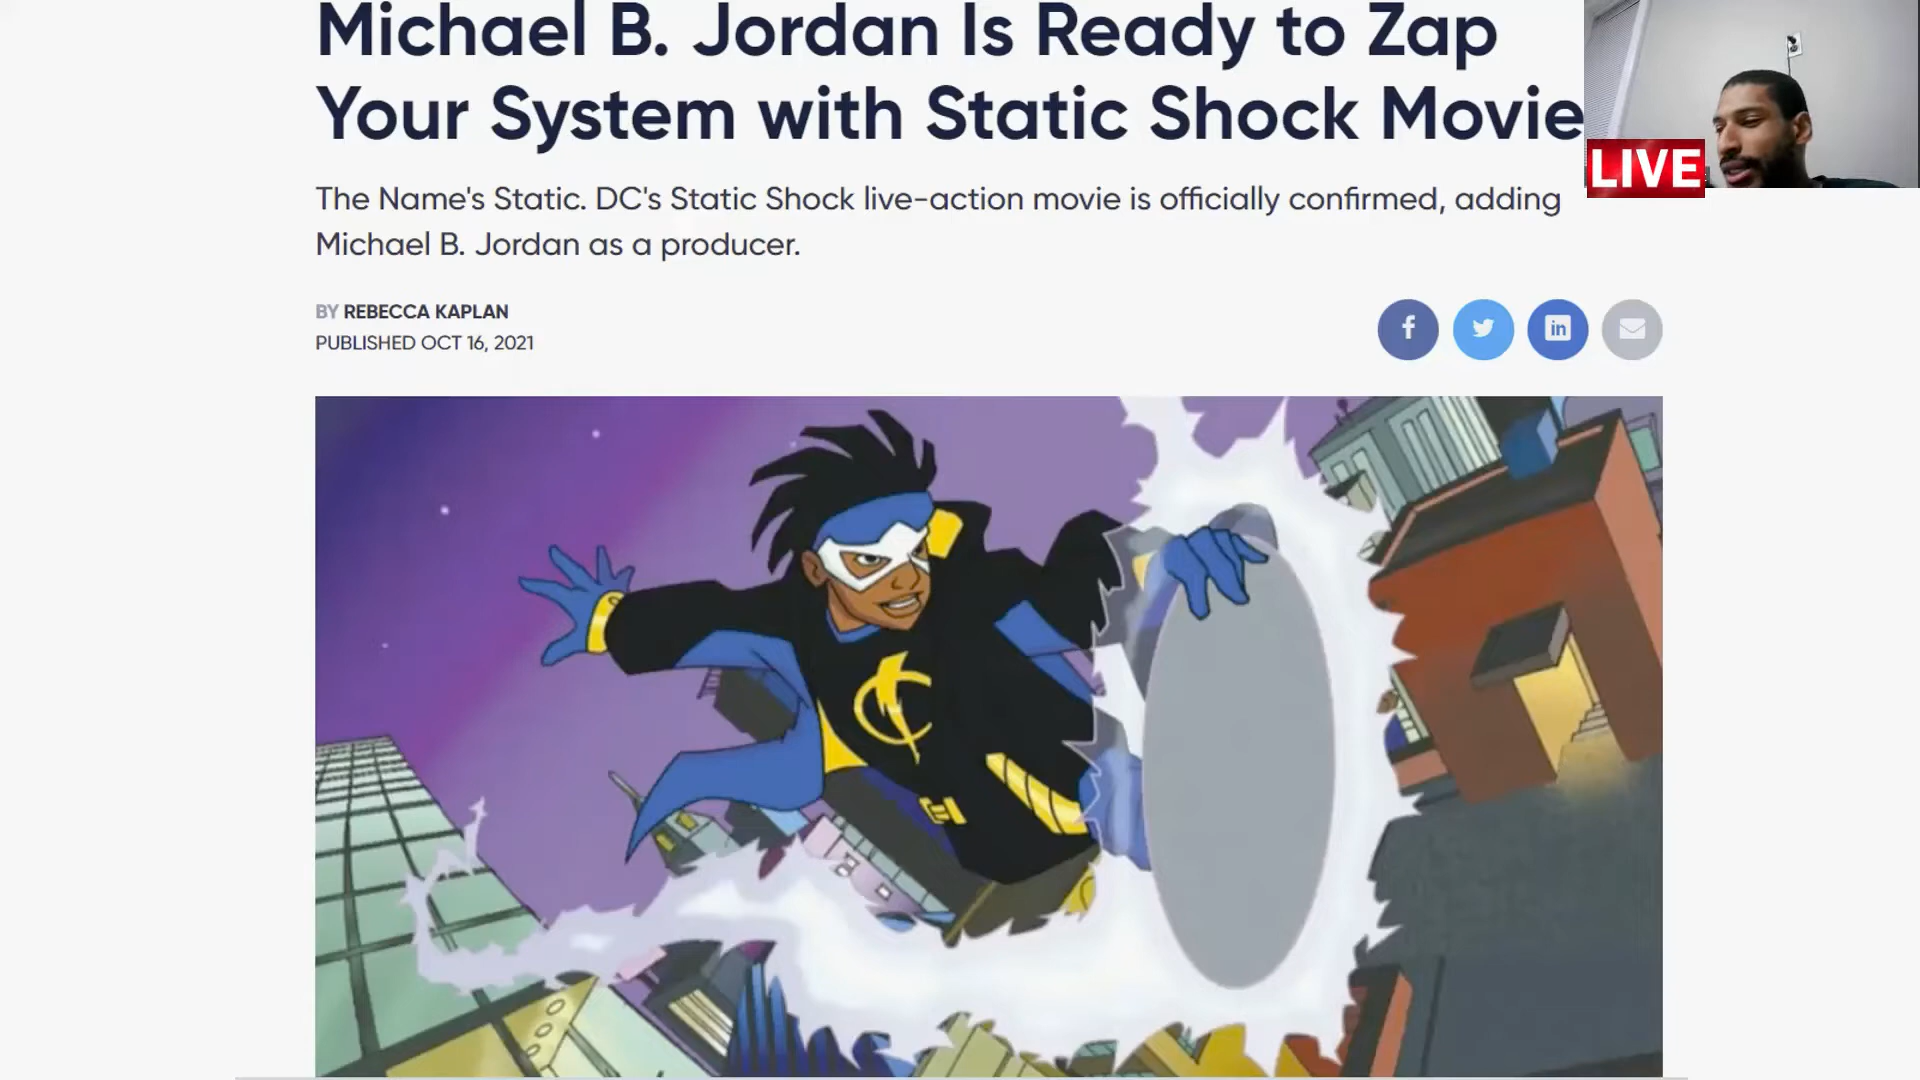 Michael B. Jordan Is Ready to Zap
Your System with Static Shock Movie
LIVE
The Name's Static. DC's Static Shock live-action movie is officially confirmed, adding
Michael B. Jordan as a producer.
BY REBECCA KAPLAN
PUBLISHED OCT 16, 2021
f
in